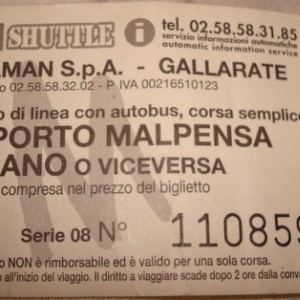 SHUTTLE i tel. 02.58.58.31.85
servizio informazioni automatiche
automatic information service
MAN S.p.A. - GALLARATE
o 02.58.58.32.02 - P IVA 00216510123
o di linea con autobus, corsa semplice
PORTO MALPENSA
ANO O VICEVERSA
compresa nel prezzo del biglietto
Serie 08 N° 110859
o NON è rimborsabile ed è valido per una sola corsa.
o all'inizio del viaggio. Il diritto a viaggiare scade dopo 2 ore dalla conva